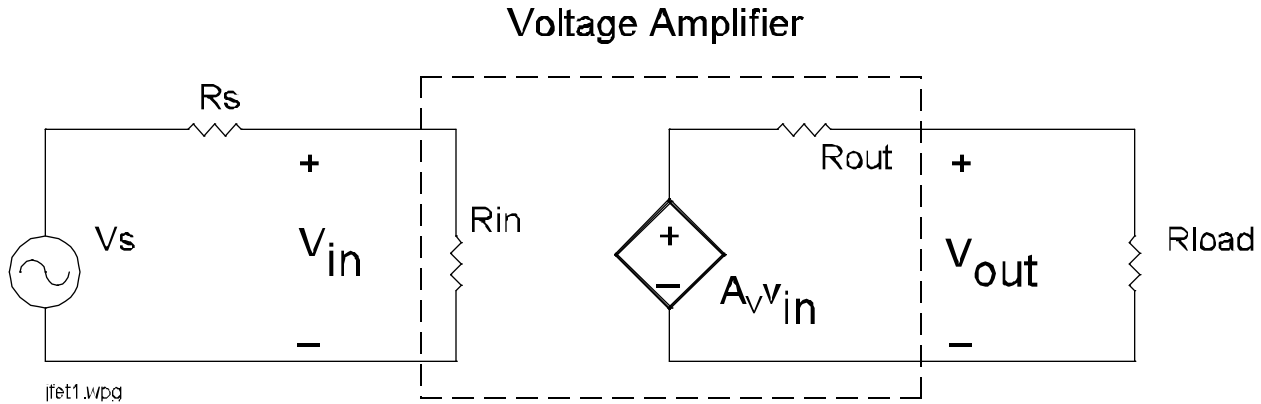 Voltage Amplifier
Rs
+
+
Rout
Vs
Vin
Rin
+
−
AVvin
Vout
Rload
−
−
jfet1.wpg